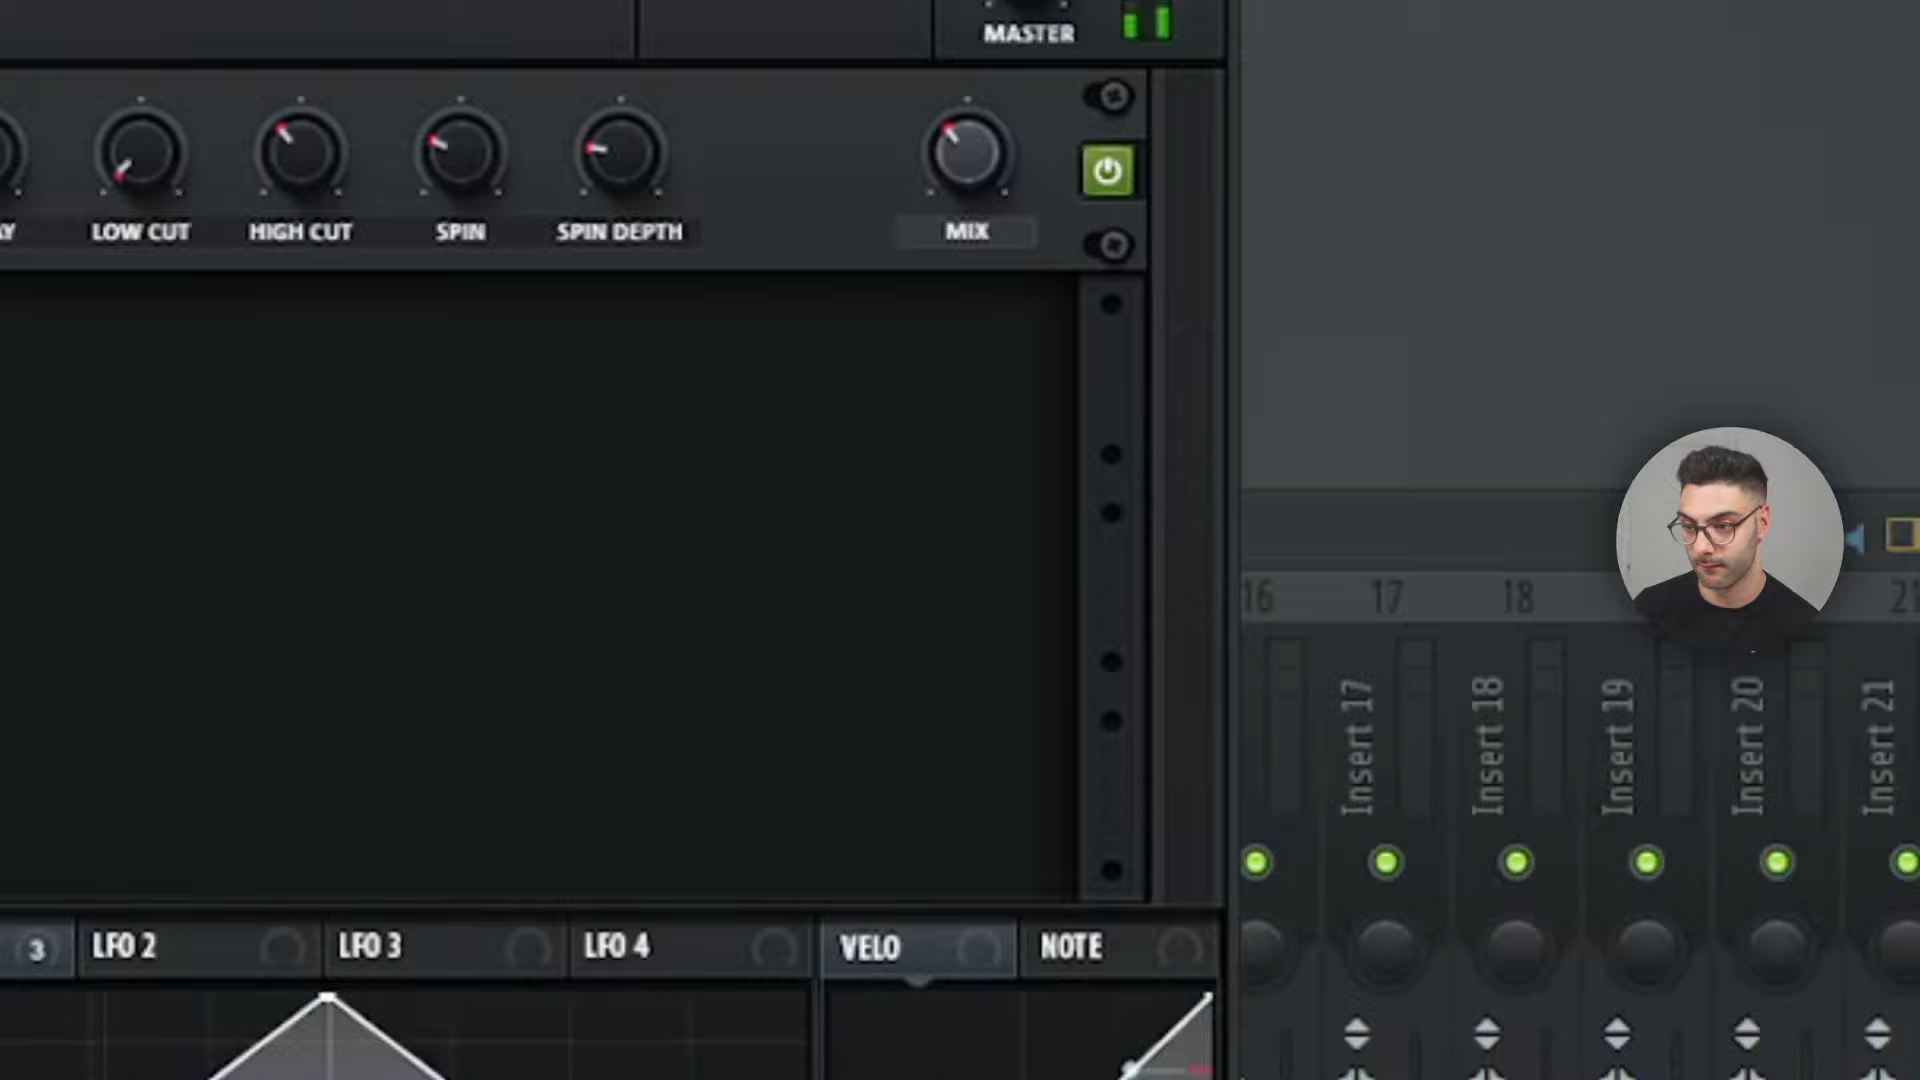 MASTER
LOW CUT
HIGH CUT
SPIN
SPIN DEPTH
MIX
16
17
18
21
Insert 17
Insert 18
Insert 19
Insert 20
Insert 21
3
LFO 2
LFO 3
LFO 4
VELO
NOTE